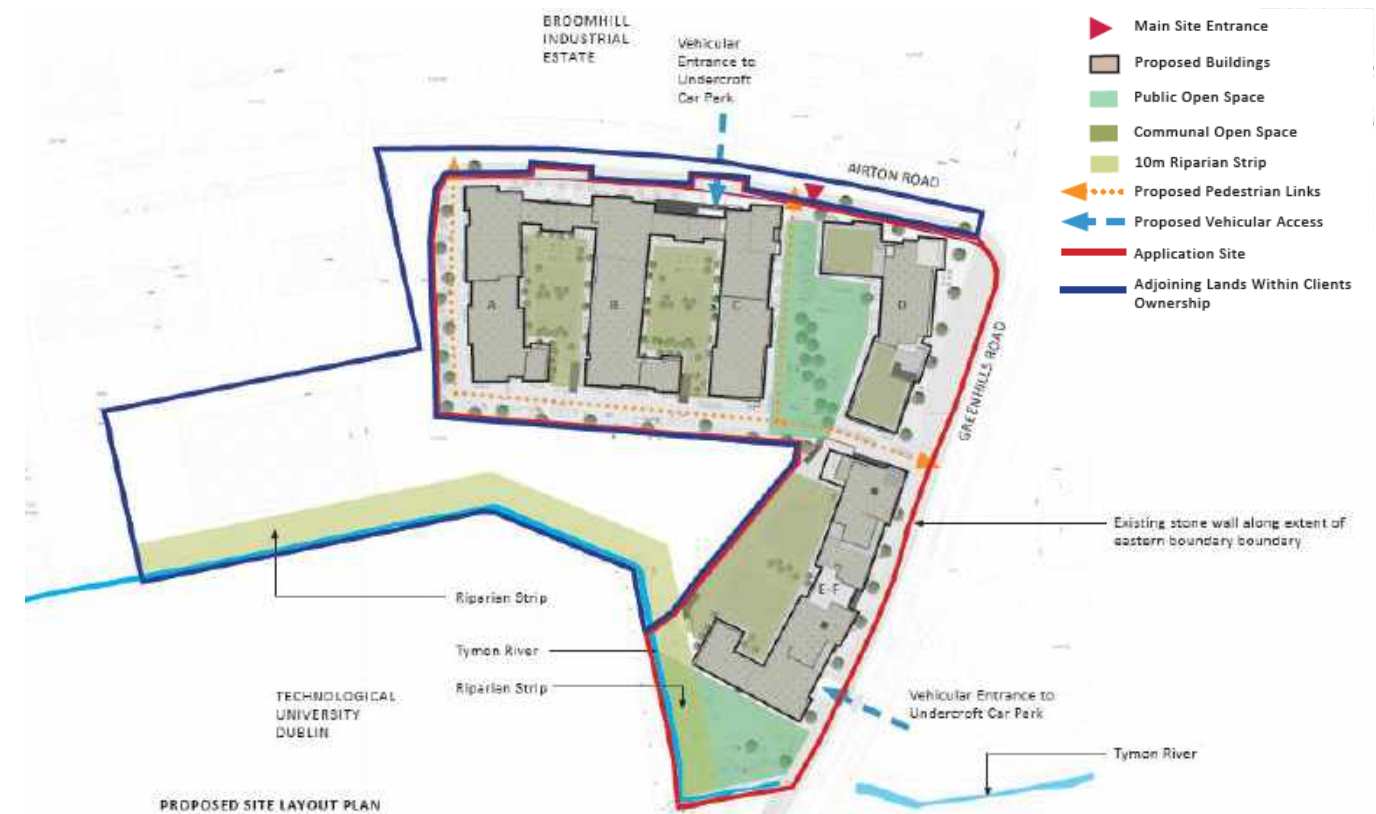 BROOMHILL
INDUSTRIAL
ESTATE
Vehicular
Entrance to
Undercroft
Car Park
Main Site Entrance
Proposed Buildings
Public Open Space
Communal Open Space
10m Riparian Strip
Proposed Pedestrian Links
Proposed Vehicular Access
Application Site
Adjoining Lands Within Clients
Ownership
AIRTON ROAD
A
B
C
D
GREENHILLS ROAD
Existing stone wall along extent of
eastern boundary boundary
E-F
Riparian Strip
Tymon River
Riparian Strip
TECHNOLOGICAL
UNIVERSITY
DUBLIN
Vehicular Entrance to
Undercroft Car Park
Tymon River
PROPOSED SITE LAYOUT PLAN